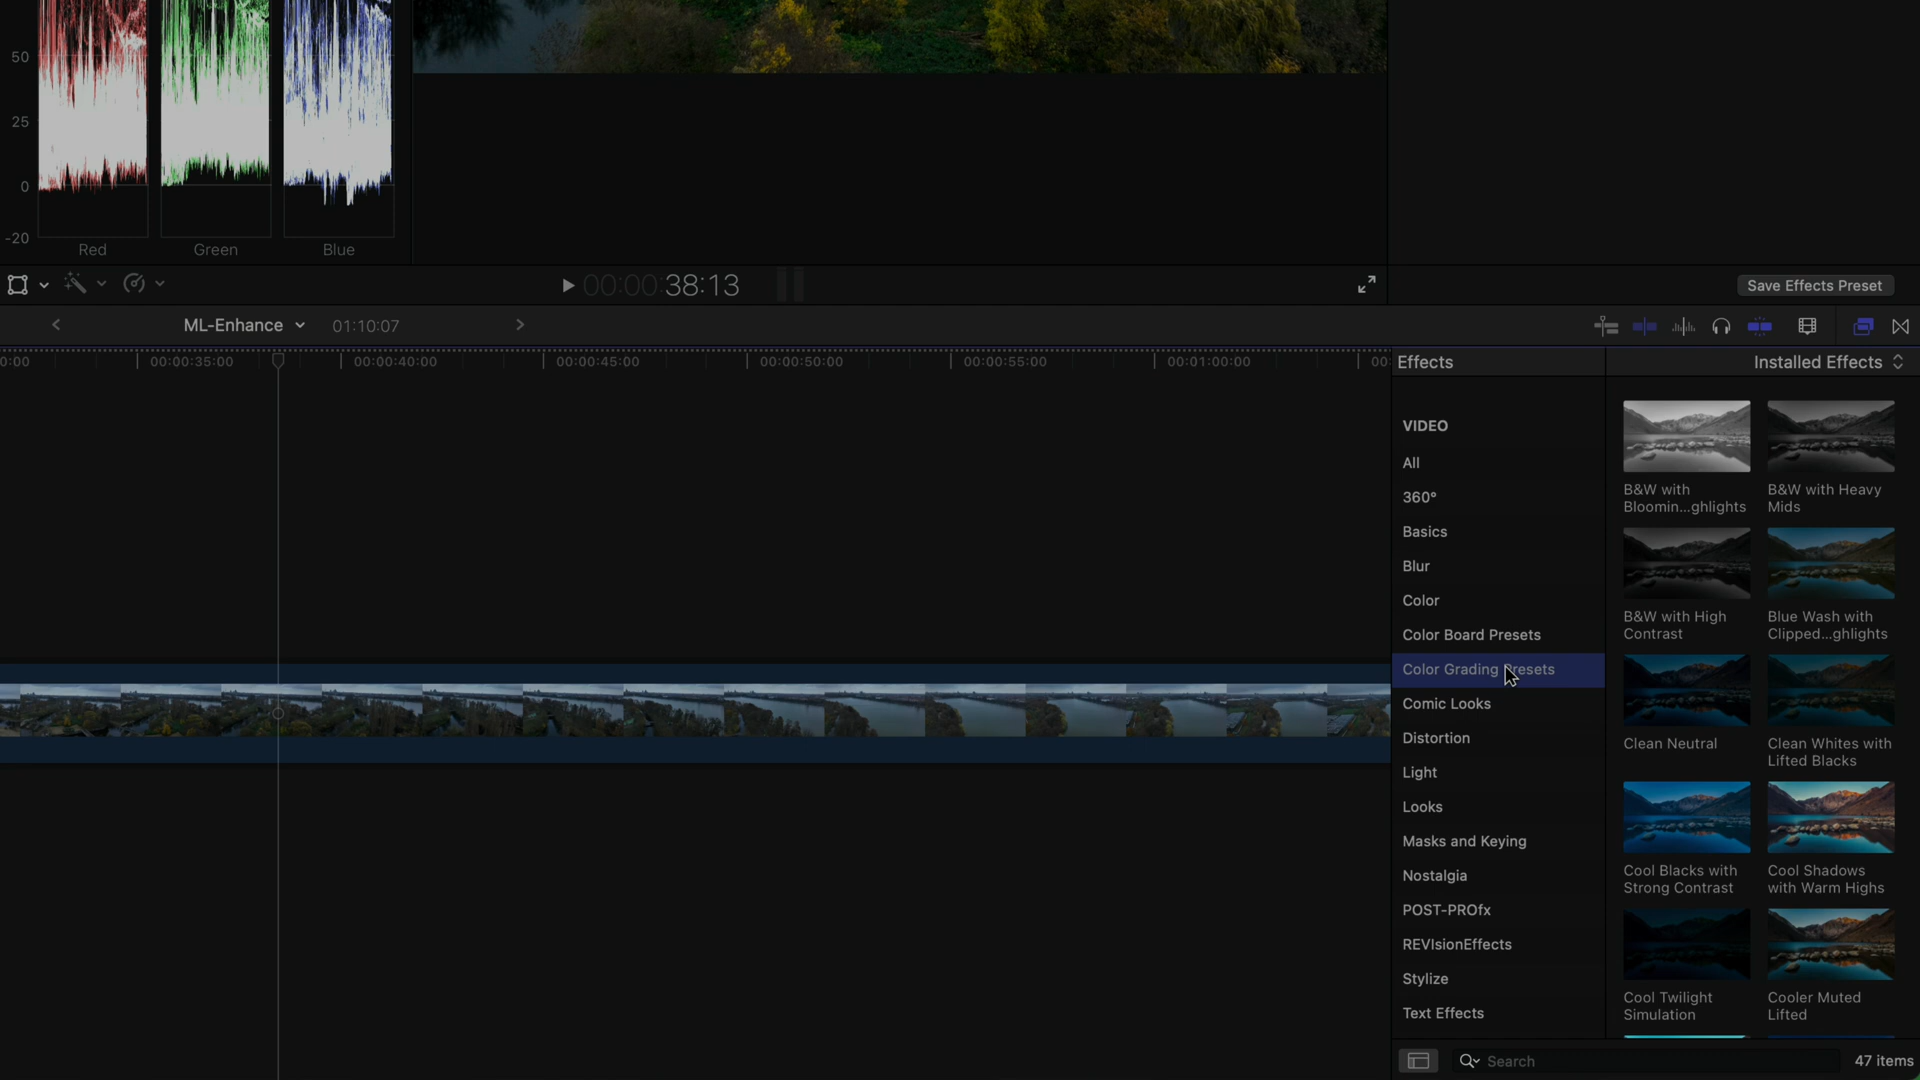 50
25
0
-20
Red
Green
Blue
00:00:38:13
Save Effects Preset
ML-Enhance
01:10:07
0:00
00:00:35:00
00:00:40:00
00:00:45:00
00:00:50:00
00:00:55:00
00:01:00:00
00:
Effects
Installed Effects
VIDEO
All
360°
Basics
Blur
Color
Color Board Presets
Color Grading Presets
Comic Looks
Distortion
Light
Looks
Masks and Keying
Nostalgia
POST-PROfx
REVIsionEffects
Stylize
Text Effects
B&W with
Bloomin...ghlights
B&W with Heavy
Mids
B&W with High
Contrast
Blue Wash with
Clipped...ghlights
Clean Neutral
Clean Whites with
Lifted Blacks
Cool Blacks with
Strong Contrast
Cool Shadows
with Warm Highs
Cool Twilight
Simulation
Cooler Muted
Lifted
Search
47 items